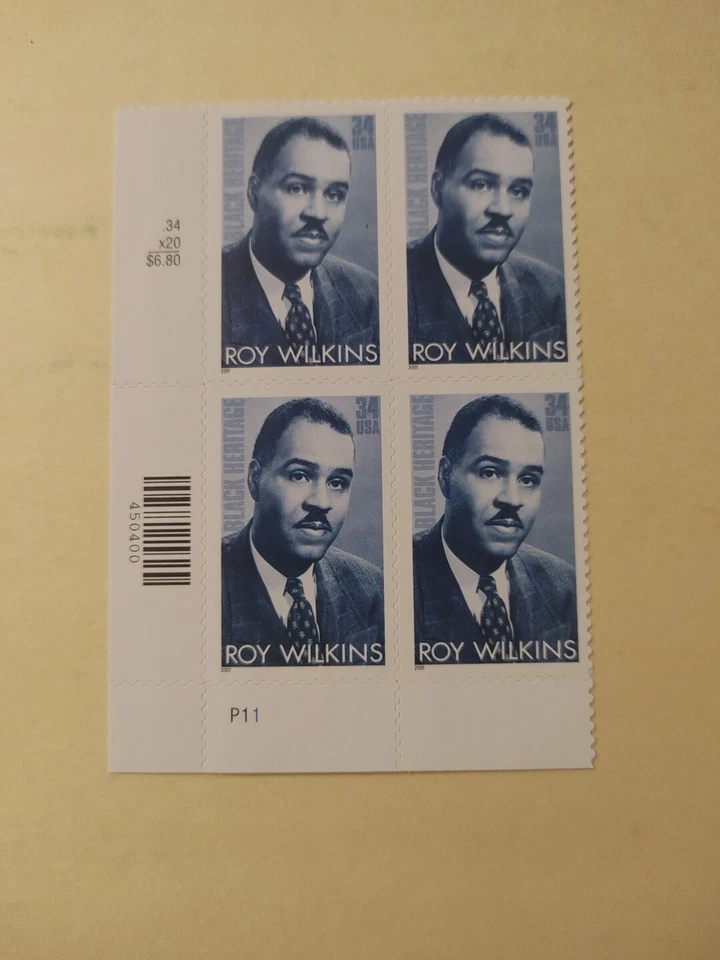 .34
x20
$6.80
BLACK HERITAGE
34
USA
ROY WILKINS
2001
BLACK HERITAGE
34
USA
ROY WILKINS
2001
450400
BLACK HERITAGE
34
USA
ROY WILKINS
2001
BLACK HERITAGE
34
USA
ROY WILKINS
2001
P11